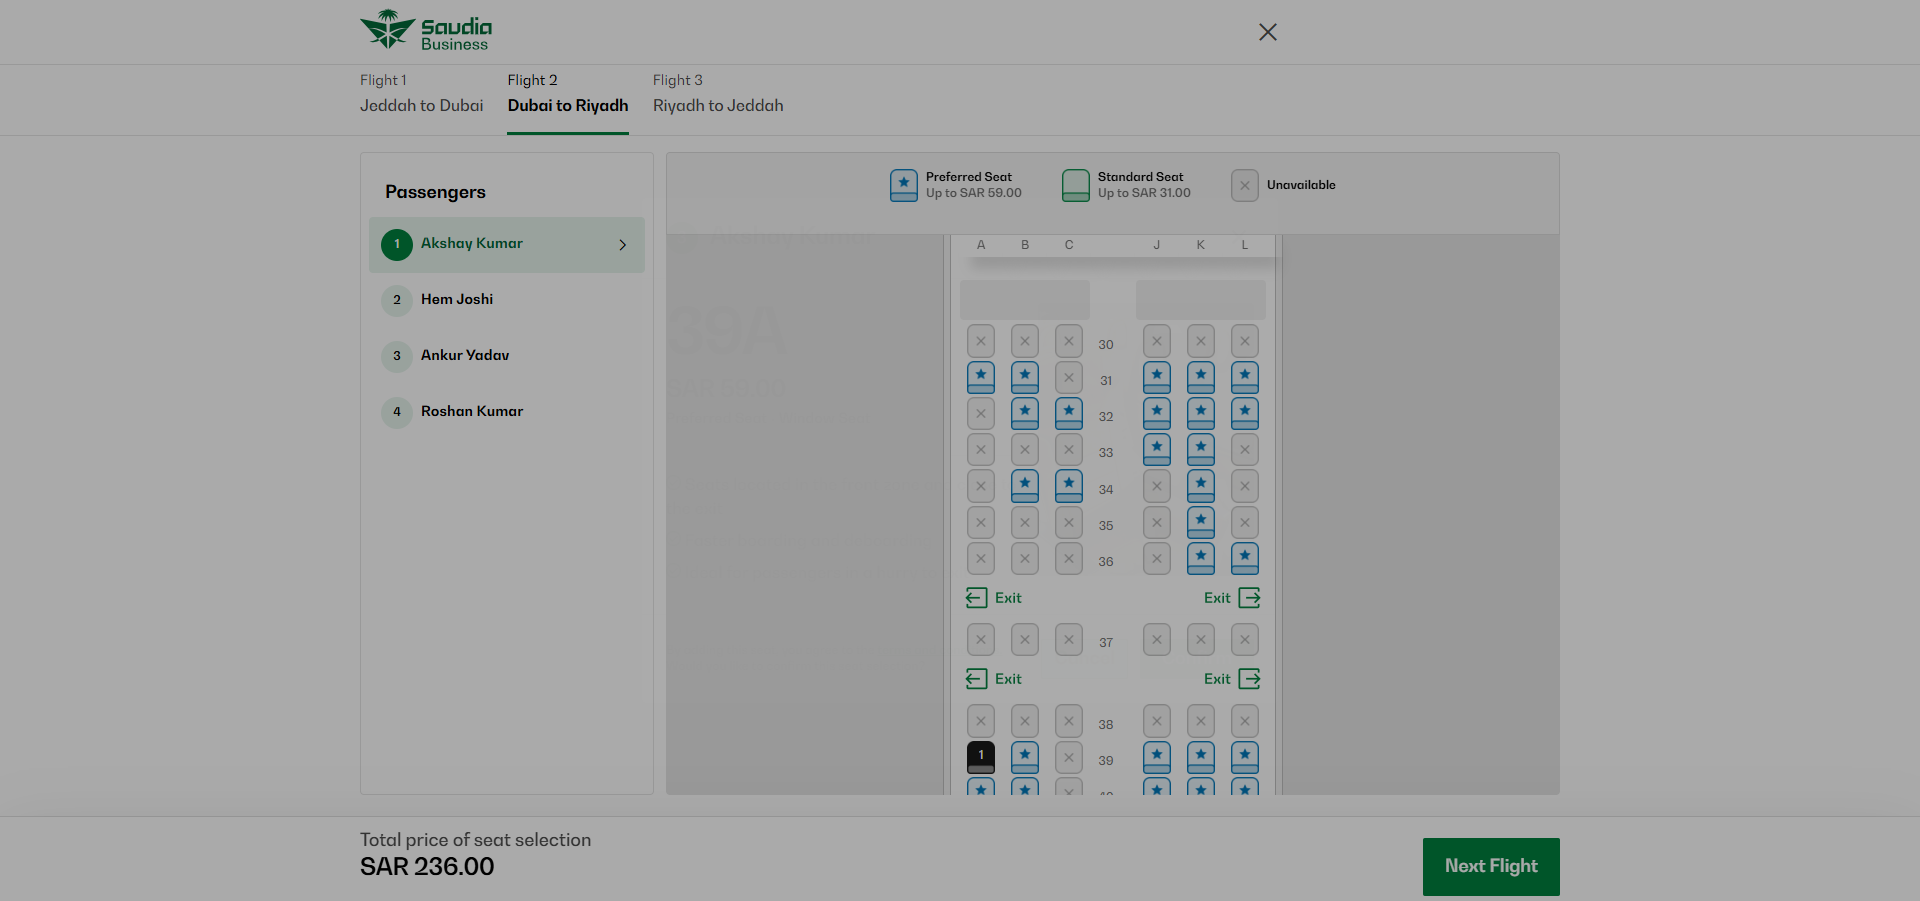 Saudia
Business
Flight 1
Jeddah to Dubai
Flight 2
Dubai to Riyadh
Flight 3
Riyadh to Jeddah
Passengers
1 Akshay Kumar
2 Hem Joshi
3 Ankur Yadav
4 Roshan Kumar
Preferred Seat
Up to SAR 59.00
Standard Seat
Up to SAR 31.00
Unavailable
A B C J K L
30
31
32
33
34
35
36
Exit Exit
37
Exit Exit
38
1 39
39A
Total price of seat selection
SAR 236.00
Next Flight